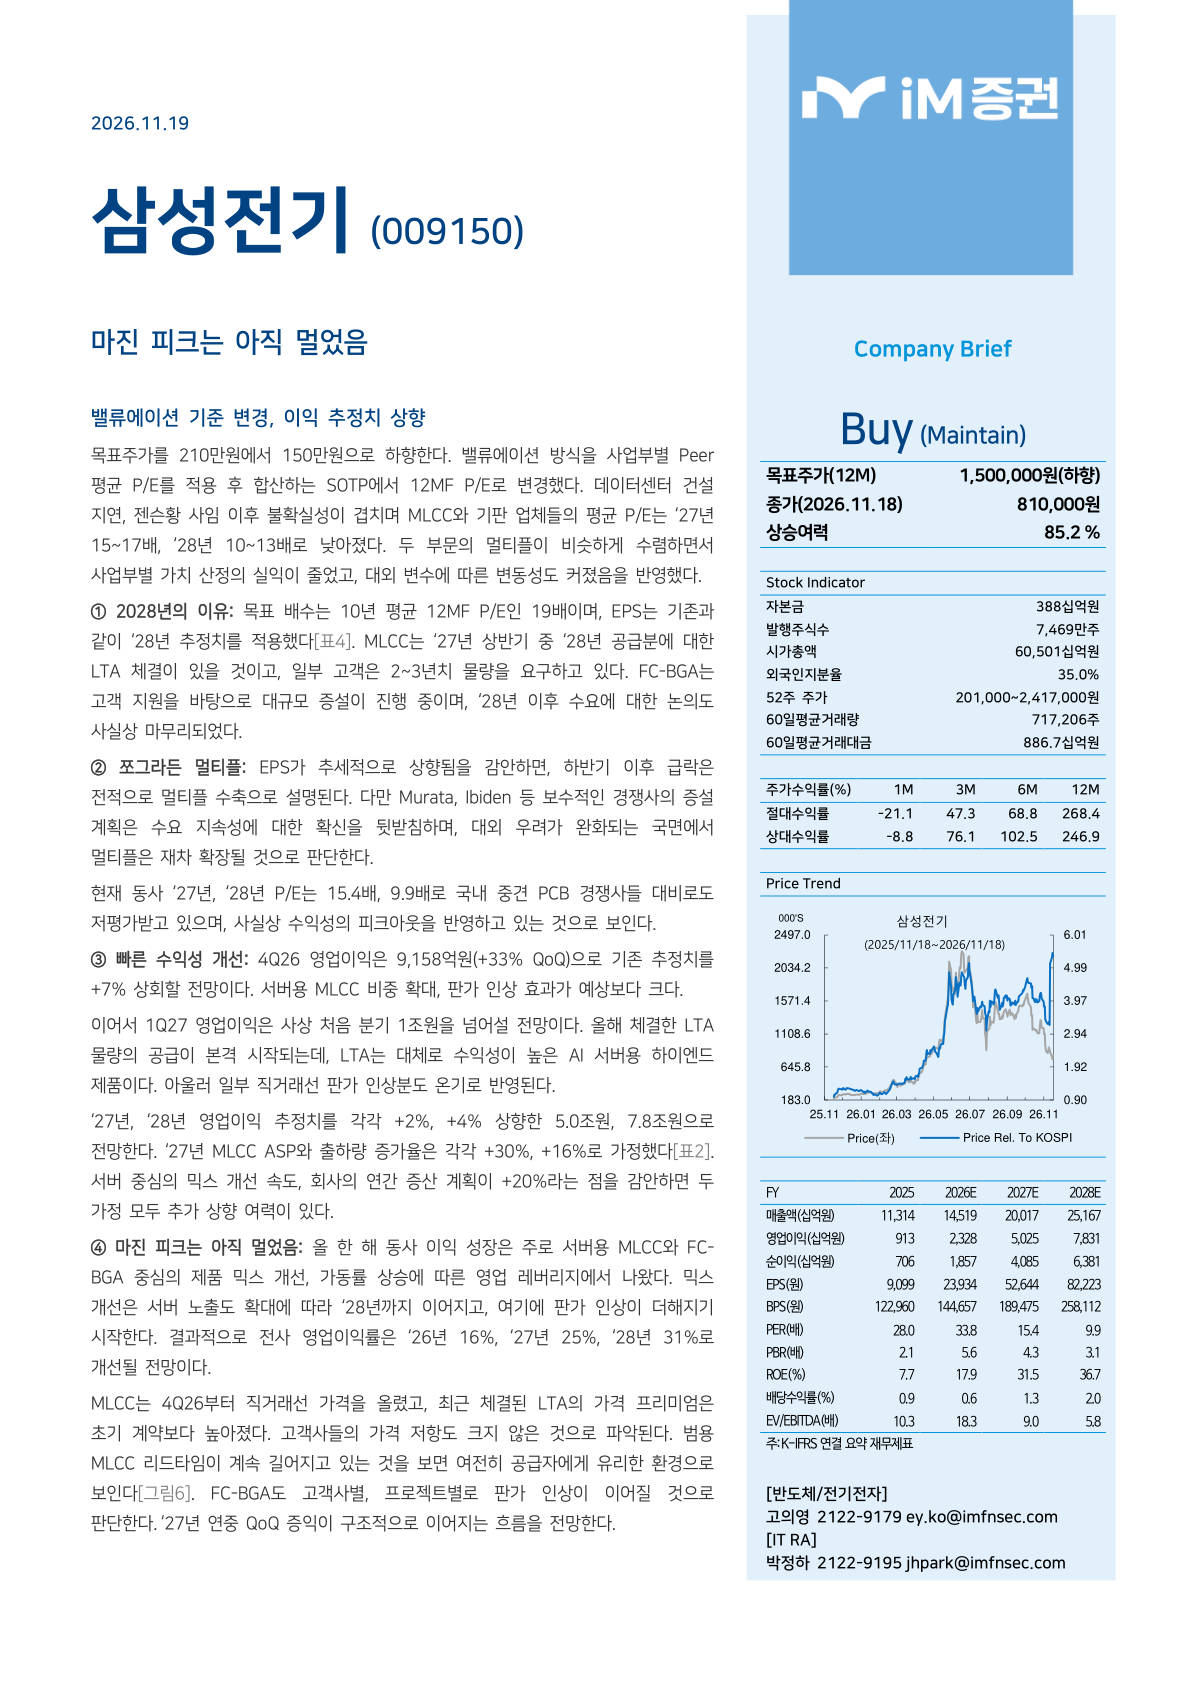 iM증권
2026.11.19
삼성전기 (009150)
마진 피크는 아직 멀었음
밸류에이션 기준 변경, 이익 추정치 상향
목표주가를 210만원에서 150만원으로 하향한다. 밸류에이션 방식을 사업부별 Peer
평균 P/E를 적용 후 합산하는 SOTP에서 12MF P/E로 변경했다. 데이터센터 건설
지연, 젠슨황 사임 이후 불확실성이 겹치며 MLCC와 기판 업체들의 평균 P/E는 ‘27년
15~17배, ‘28년 10~13배로 낮아졌다. 두 부문의 멀티플이 비슷하게 수렴하면서
사업부별 가치 산정의 실익이 줄었고, 대외 변수에 따른 변동성도 커졌음을 반영했다.
① 2028년의 이유: 목표 배수는 10년 평균 12MF P/E인 19배이며, EPS는 기존과
같이 ‘28년 추정치를 적용했다[표4]. MLCC는 ‘27년 상반기 중 ‘28년 공급분에 대한
LTA 체결이 있을 것이고, 일부 고객은 2~3년치 물량을 요구하고 있다. FC-BGA는
고객 지원을 바탕으로 대규모 증설이 진행 중이며, ‘28년 이후 수요에 대한 논의도
사실상 마무리되었다.
② 쪼그라든 멀티플: EPS가 추세적으로 상향됨을 감안하면, 하반기 이후 급락은
전적으로 멀티플 수축으로 설명된다. 다만 Murata, Ibiden 등 보수적인 경쟁사의 증설
계획은 수요 지속성에 대한 확신을 뒷받침하며, 대외 우려가 완화되는 국면에서
멀티플은 재차 확장될 것으로 판단한다.
현재 동사 ‘27년, ‘28년 P/E는 15.4배, 9.9배로 국내 중견 PCB 경쟁사들 대비로도
저평가받고 있으며, 사실상 수익성의 피크아웃을 반영하고 있는 것으로 보인다.
③ 빠른 수익성 개선: 4Q26 영업이익은 9,158억원(+33% QoQ)으로 기존 추정치를
+7% 상회할 전망이다. 서버용 MLCC 비중 확대, 판가 인상 효과가 예상보다 크다.
이어서 1Q27 영업이익은 사상 처음 분기 1조원을 넘어설 전망이다. 올해 체결한 LTA
물량의 공급이 본격 시작되는데, LTA는 대체로 수익성이 높은 AI 서버용 하이엔드
제품이다. 아울러 일부 직거래선 판가 인상분도 온기로 반영된다.
‘27년, ‘28년 영업이익 추정치를 각각 +2%, +4% 상향한 5.0조원, 7.8조원으로
전망한다. ‘27년 MLCC ASP와 출하량 증가율은 각각 +30%, +16%로 가정했다[표2].
서버 중심의 믹스 개선 속도, 회사의 연간 증산 계획이 +20%라는 점을 감안하면 두
가정 모두 추가 상향 여력이 있다.
④ 마진 피크는 아직 멀었음: 올 한 해 동사 이익 성장은 주로 서버용 MLCC와 FC-
BGA 중심의 제품 믹스 개선, 가동률 상승에 따른 영업 레버리지에서 나왔다. 믹스
개선은 서버 노출도 확대에 따라 ‘28년까지 이어지고, 여기에 판가 인상이 더해지기
시작한다. 결과적으로 전사 영업이익률은 ‘26년 16%, ‘27년 25%, ‘28년 31%로
개선될 전망이다.
MLCC는 4Q26부터 직거래선 가격을 올렸고, 최근 체결된 LTA의 가격 프리미엄은
초기 계약보다 높아졌다. 고객사들의 가격 저항도 크지 않은 것으로 파악된다. 범용
MLCC 리드타임이 계속 길어지고 있는 것을 보면 여전히 공급자에게 유리한 환경으로
보인다[그림6]. FC-BGA도 고객사별, 프로젝트별로 판가 인상이 이어질 것으로
판단한다. ‘27년 연중 QoQ 증익이 구조적으로 이어지는 흐름을 전망한다.
Company Brief
Buy (Maintain)
목표주가(12M) 1,500,000원(하향)
종가(2026.11.18) 810,000원
상승여력 85.2 %
Stock Indicator
자본금 388십억원
발행주식수 7,469만주
시가총액 60,501십억원
외국인지분율 35.0%
52주 주가 201,000~2,417,000원
60일평균거래량 717,206주
60일평균거래대금 886.7십억원
주가수익률(%) 1M 3M 6M 12M
절대수익률 -21.1 47.3 68.8 268.4
상대수익률 -8.8 76.1 102.5 246.9
Price Trend
000'S 삼성전기
(2025/11/18~2026/11/18)
2497.0 6.01
2034.2 4.99
1571.4 3.97
1108.6 2.94
645.8 1.92
183.0 0.90
25.11 26.01 26.03 26.05 26.07 26.09 26.11
Price(좌) Price Rel. To KOSPI
FY 2025 2026E 2027E 2028E
매출액(십억원) 11,314 14,519 20,017 25,167
영업이익(십억원) 913 2,328 5,025 7,831
순이익(십억원) 706 1,857 4,085 6,381
EPS(원) 9,099 23,934 52,644 82,223
BPS(원) 122,960 144,657 189,475 258,112
PER(배) 28.0 33.8 15.4 9.9
PBR(배) 2.1 5.6 4.3 3.1
ROE(%) 7.7 17.9 31.5 36.7
배당수익률(%) 0.9 0.6 1.3 2.0
EV/EBITDA(배) 10.3 18.3 9.0 5.8
주: K-IFRS 연결 요약 재무제표
[반도체/전기전자]
고의영 2122-9179 ey.ko@imfnsec.com
[IT RA]
박정하 2122-9195 jhpark@imfnsec.com